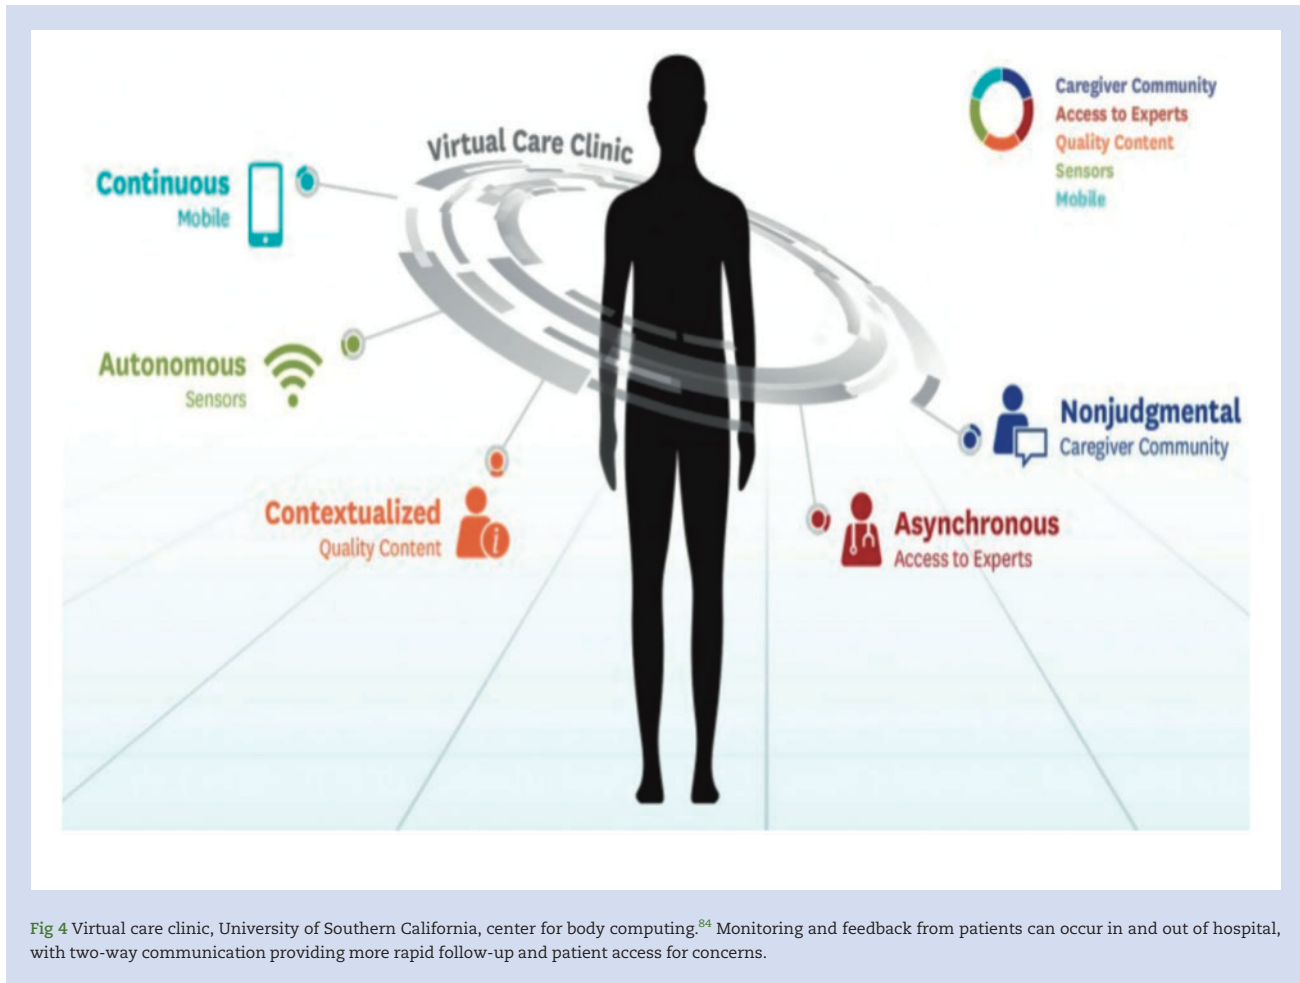 Virtual Care Clinic
Caregiver Community
Access to Experts
Quality Content
Sensors
Mobile
Continuous
Mobile
Autonomous
Sensors
Contextualized
Quality Content
i
Nonjudgmental
Caregiver Community
Asynchronous
Access to Experts
Fig 4 Virtual care clinic, University of Southern California, center for body computing.84 Monitoring and feedback from patients can occur in and out of hospital,
with two-way communication providing more rapid follow-up and patient access for concerns.